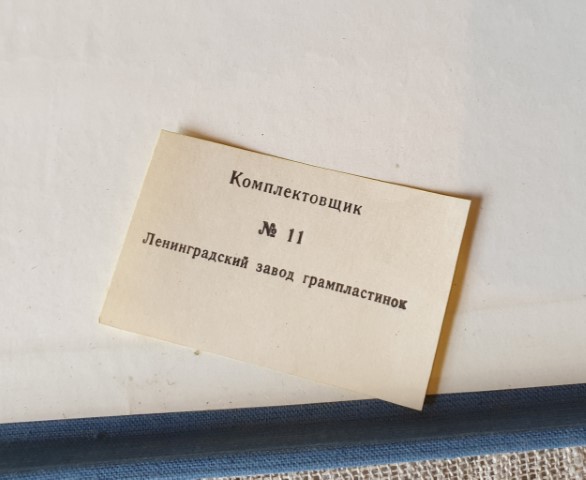 Комплектовщик
№ 11
Ленинградский завод грампластинок